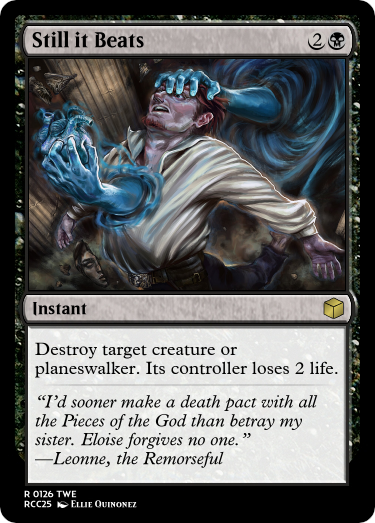 Still it Beats 2
Instant
Destroy target creature or
planeswalker. Its controller loses 2 life.
“I’d sooner make a death pact with all
the Pieces of the God than betray my
sister. Eloise forgives no one.”
—Leonne, the Remorseful
R 0126 TWE
RCC25 Ellie Quinonez